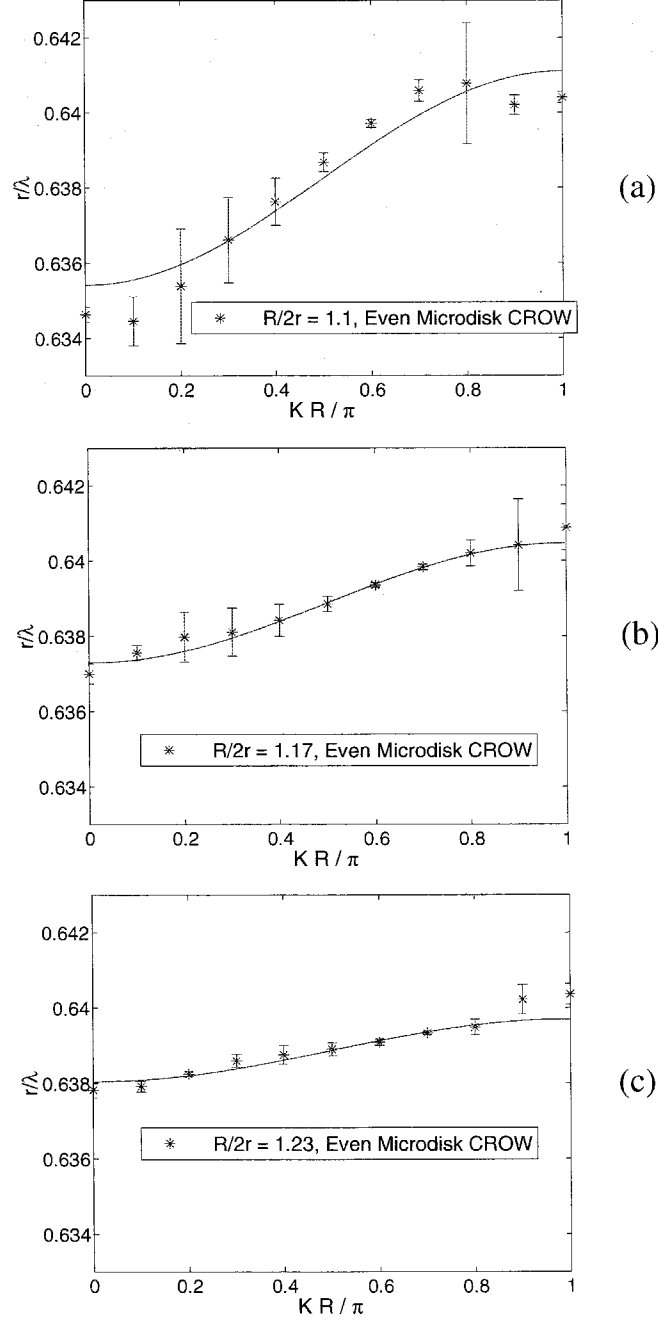 0.642
0.64
0.638
0.636
0.634
r/λ
R/2r = 1.1, Even Microdisk CROW
0 0.2 0.4 0.6 0.8 1
K R / π
(a)
0.642
0.64
0.638
0.636
0.634
r/λ
R/2r = 1.17, Even Microdisk CROW
0 0.2 0.4 0.6 0.8 1
K R / π
(b)
0.642
0.64
0.638
0.636
0.634
r/λ
R/2r = 1.23, Even Microdisk CROW
0 0.2 0.4 0.6 0.8 1
K R / π
(c)